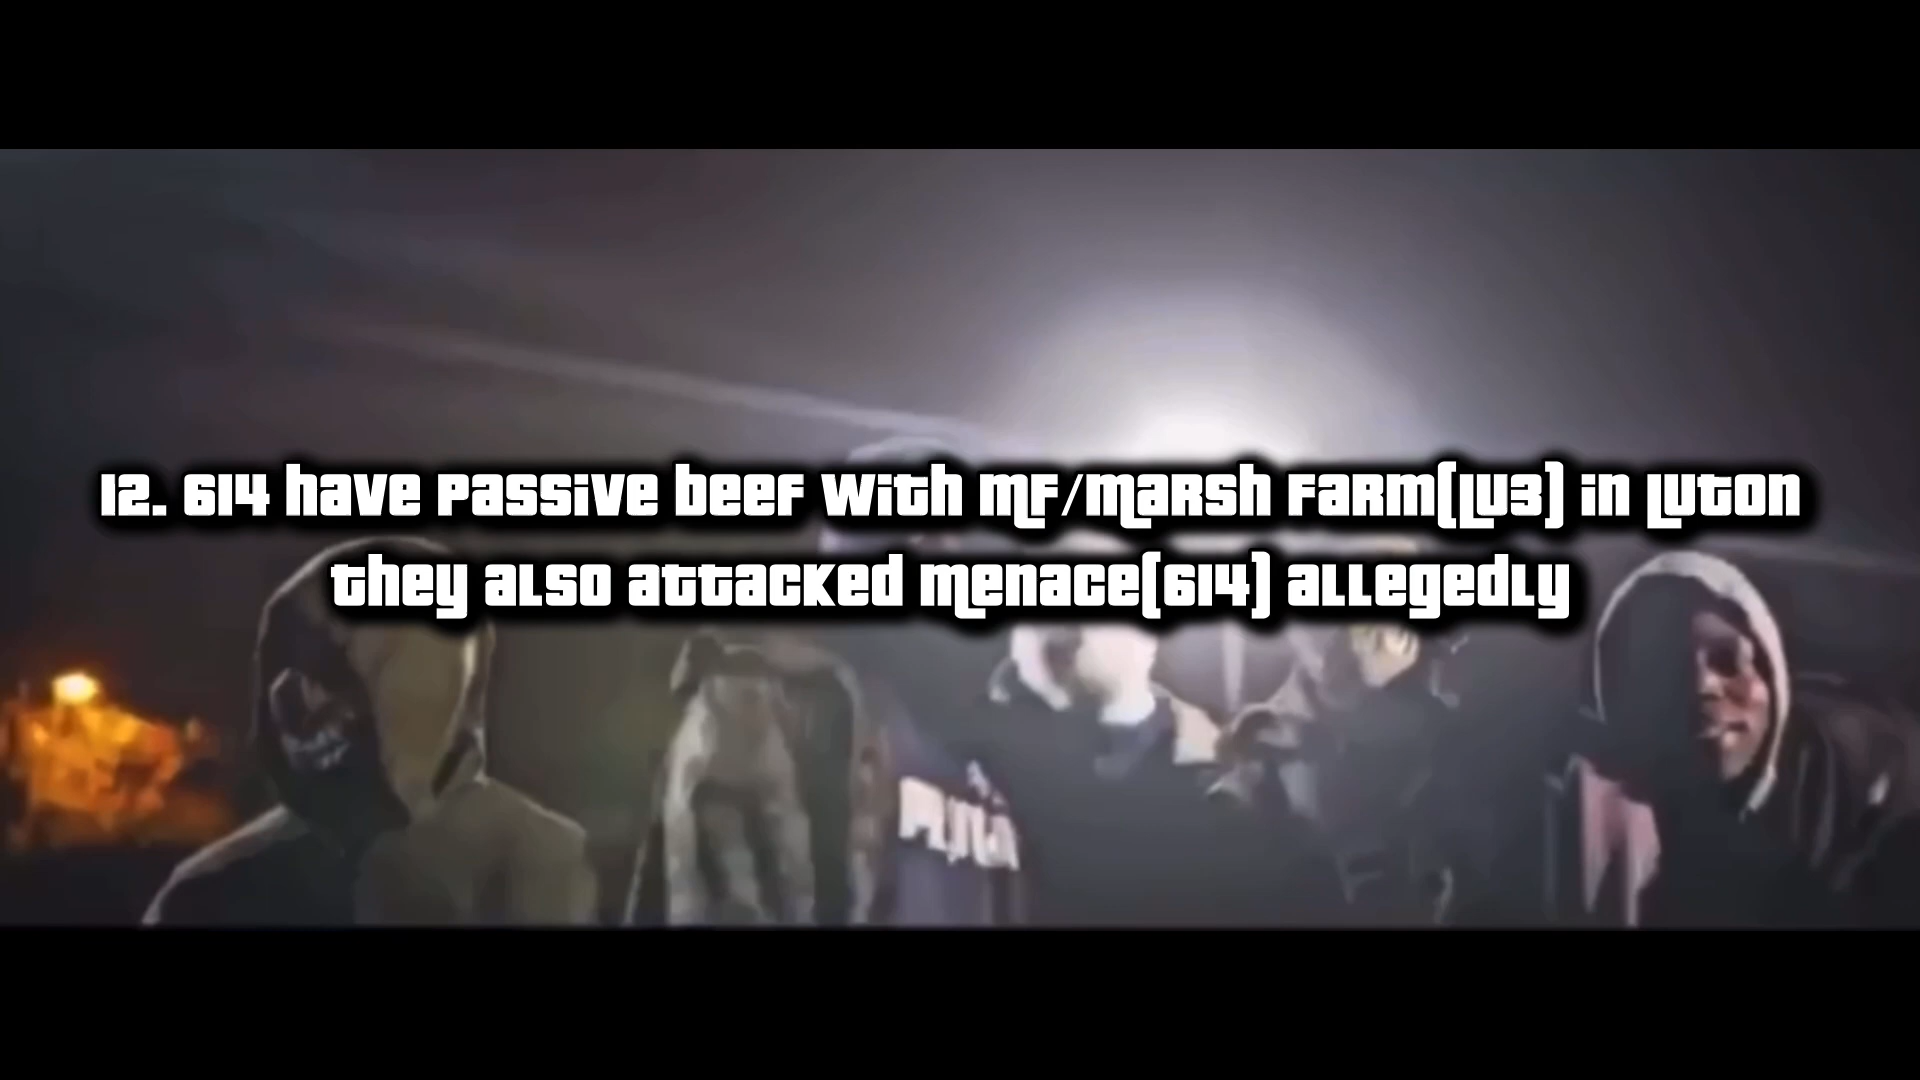 12. 614 have passive beef with MF/Marsh Farm(LU3) in Luton
they also attacked Menace(614) allegedly